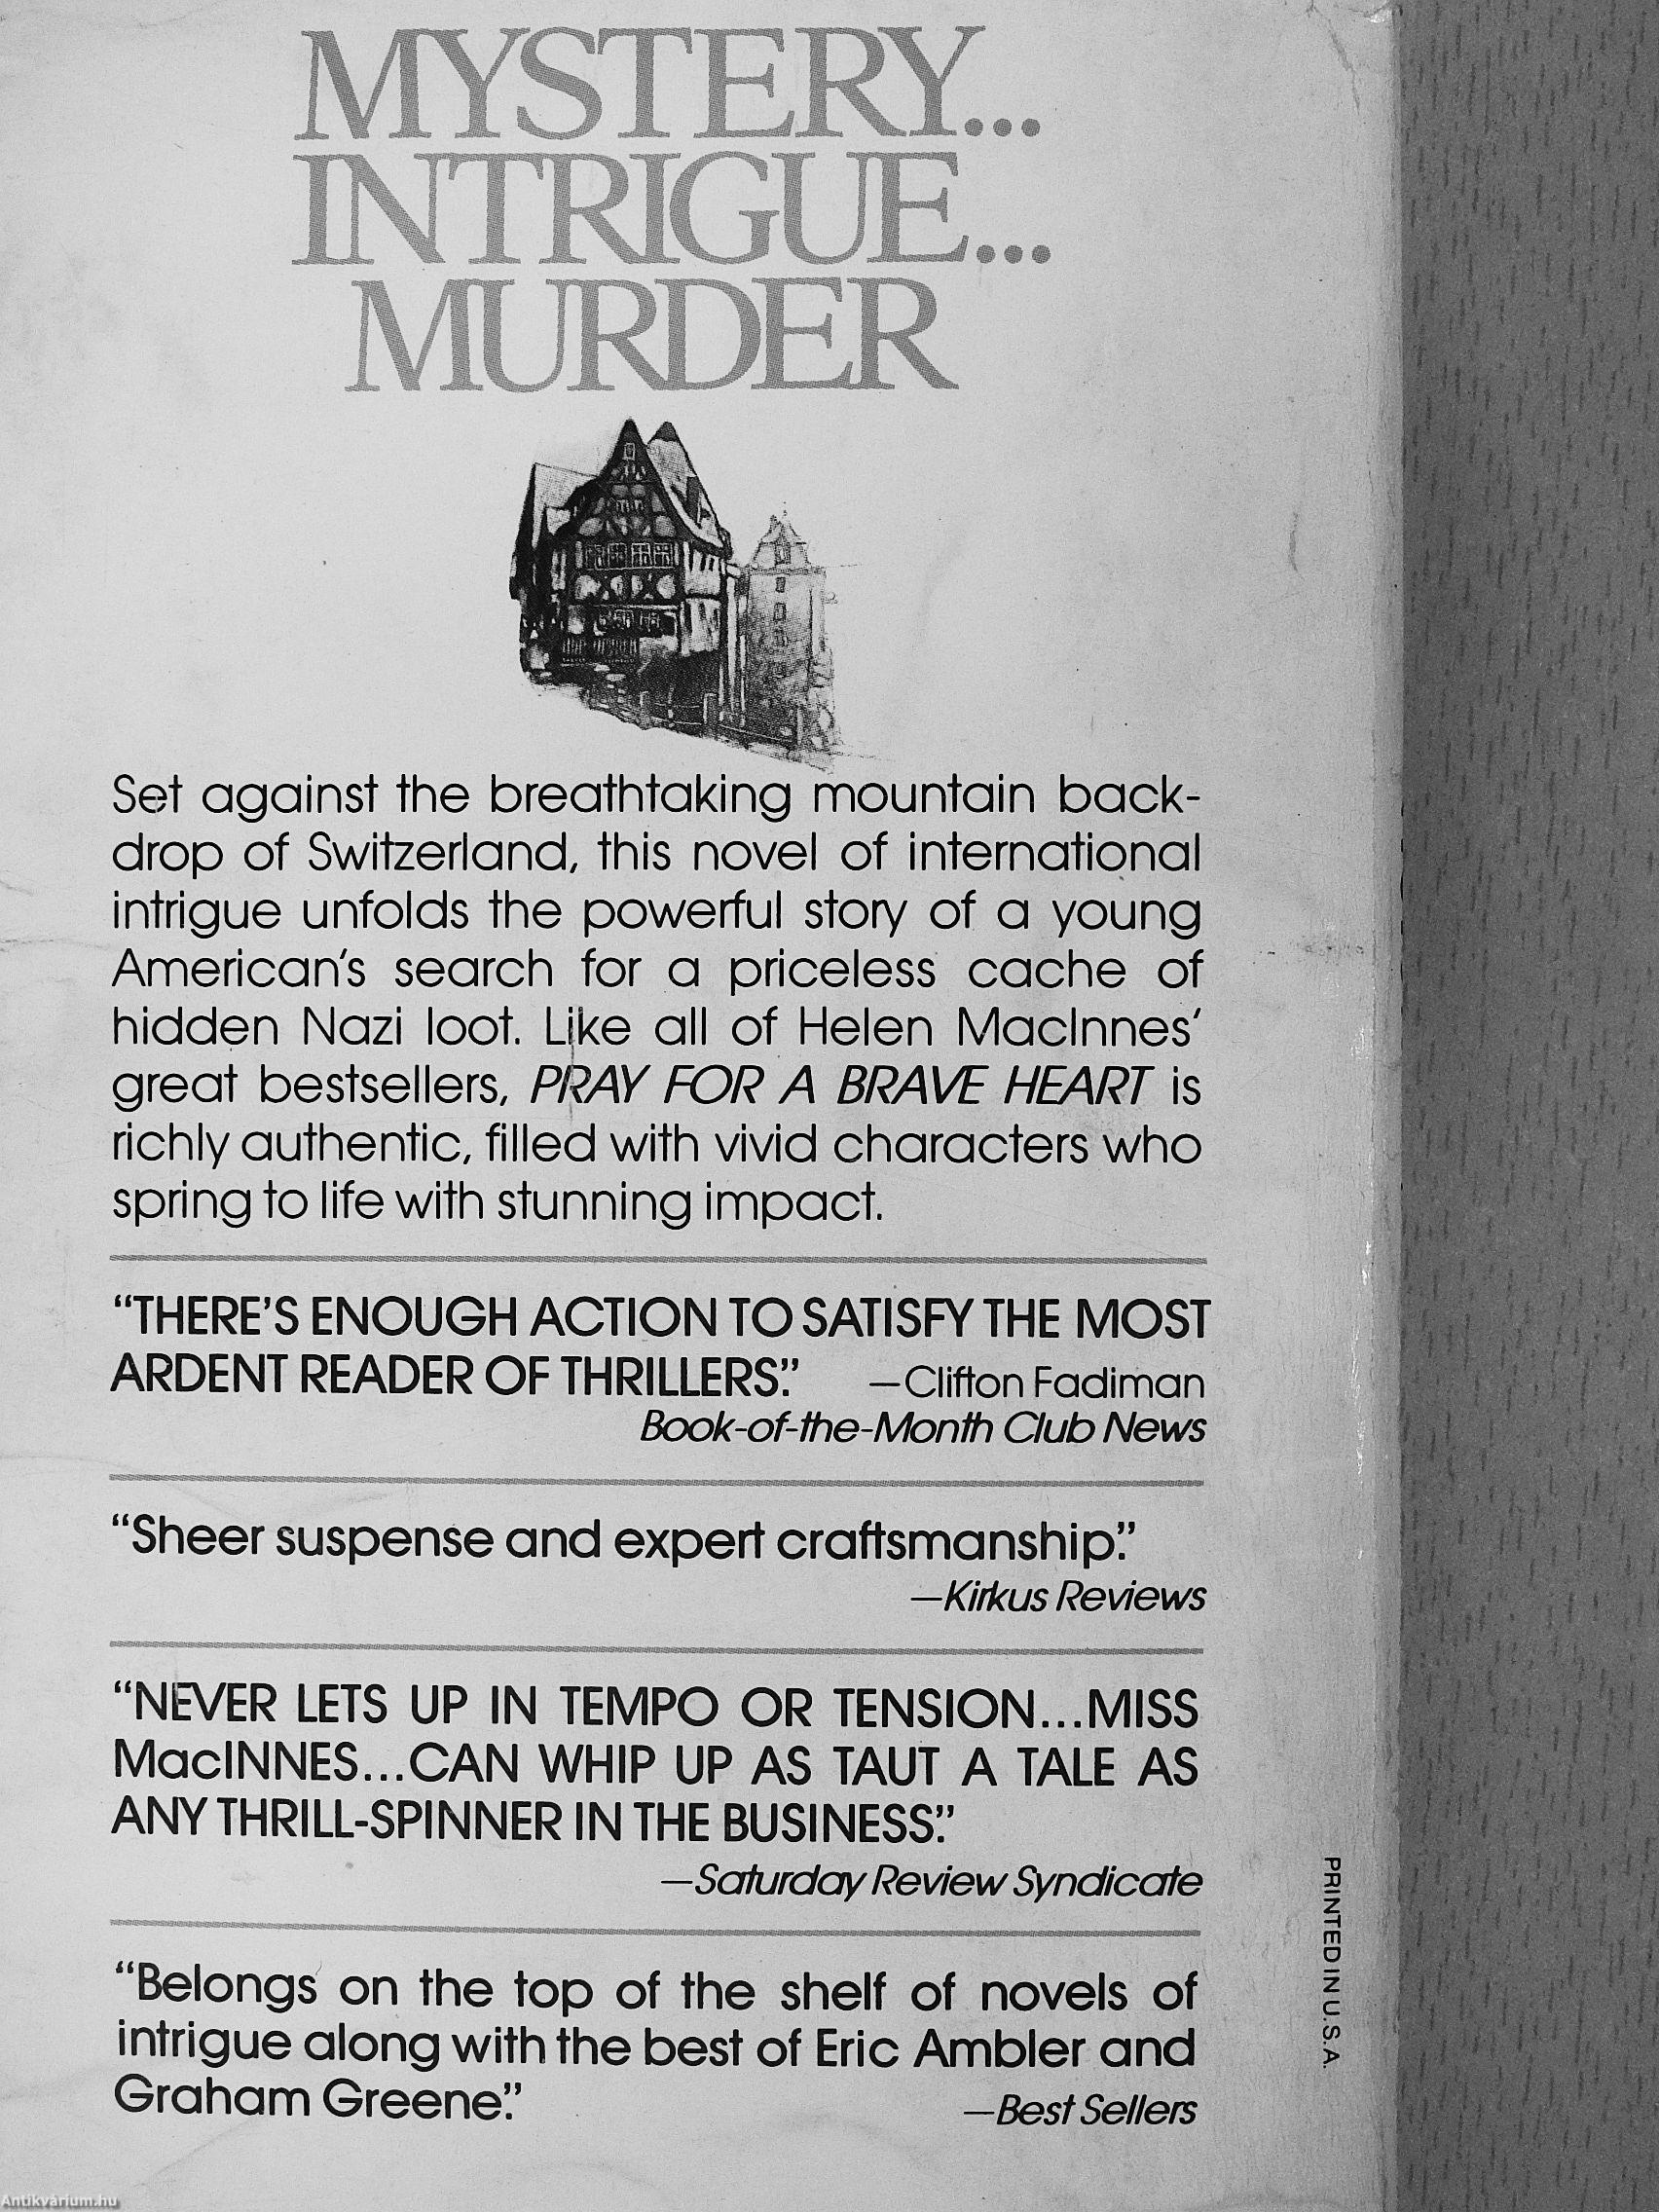 MYSTERY...
INTRIGUE...
MURDER
Set against the breathtaking mountain back-
drop of Switzerland, this novel of international
intrigue unfolds the powerful story of a young
American's search for a priceless cache of
hidden Nazi loot. Like all of Helen MacInnes'
great bestsellers, PRAY FOR A BRAVE HEART is
richly authentic, filled with vivid characters who
spring to life with stunning impact.
“THERE'S ENOUGH ACTION TO SATISFY THE MOST
ARDENT READER OF THRILLERS.” —Clifton Fadiman
Book-of-the-Month Club News
“Sheer suspense and expert craftsmanship.”
—Kirkus Reviews
“NEVER LETS UP IN TEMPO OR TENSION...MISS
MacINNES...CAN WHIP UP AS TAUT A TALE AS
ANY THRILL-SPINNER IN THE BUSINESS.”
—Saturday Review Syndicate
“Belongs on the top of the shelf of novels of
intrigue along with the best of Eric Ambler and
Graham Greene.” —Best Sellers
PRINTED IN U.S.A.
Antikvárium.hu